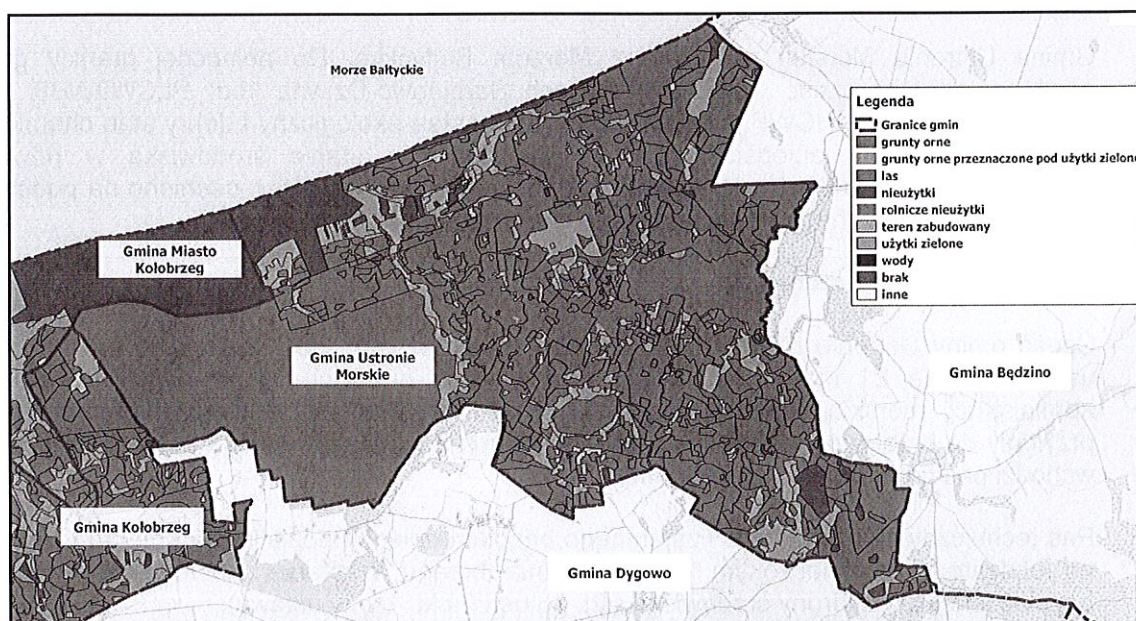 Morze Bałtyckie
Legenda
Granice gmin
grunty orne
grunty orne przeznaczone pod użytki zielone
las
nieużytki
rolnicze nieużytki
teren zabudowany
użytki zielone
wody
brak
inne
Gmina Miasto
Kołobrzeg
Gmina Ustronie
Morskie
Gmina Będzino
Gmina Kołobrzeg
Gmina Dygowo